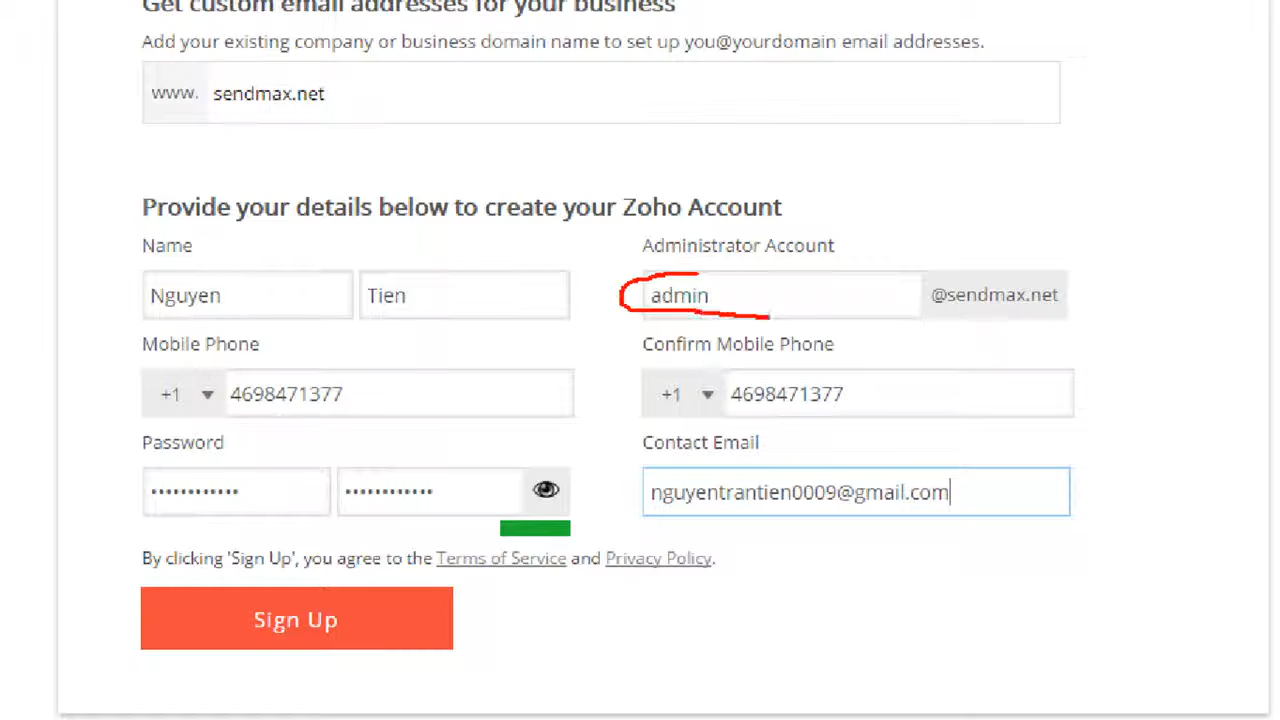 Get custom email addresses for your business
Add your existing company or business domain name to set up you@yourdomain email addresses.
www. sendmax.net
Provide your details below to create your Zoho Account
Name Administrator Account
Nguyen Tien admin @sendmax.net
Mobile Phone Confirm Mobile Phone
+1 4698471377 +1 4698471377
Password Contact Email
•••••••••••• •••••••••••• nguyentrantien0009@gmail.com
By clicking 'Sign Up', you agree to the Terms of Service and Privacy Policy.
Sign Up